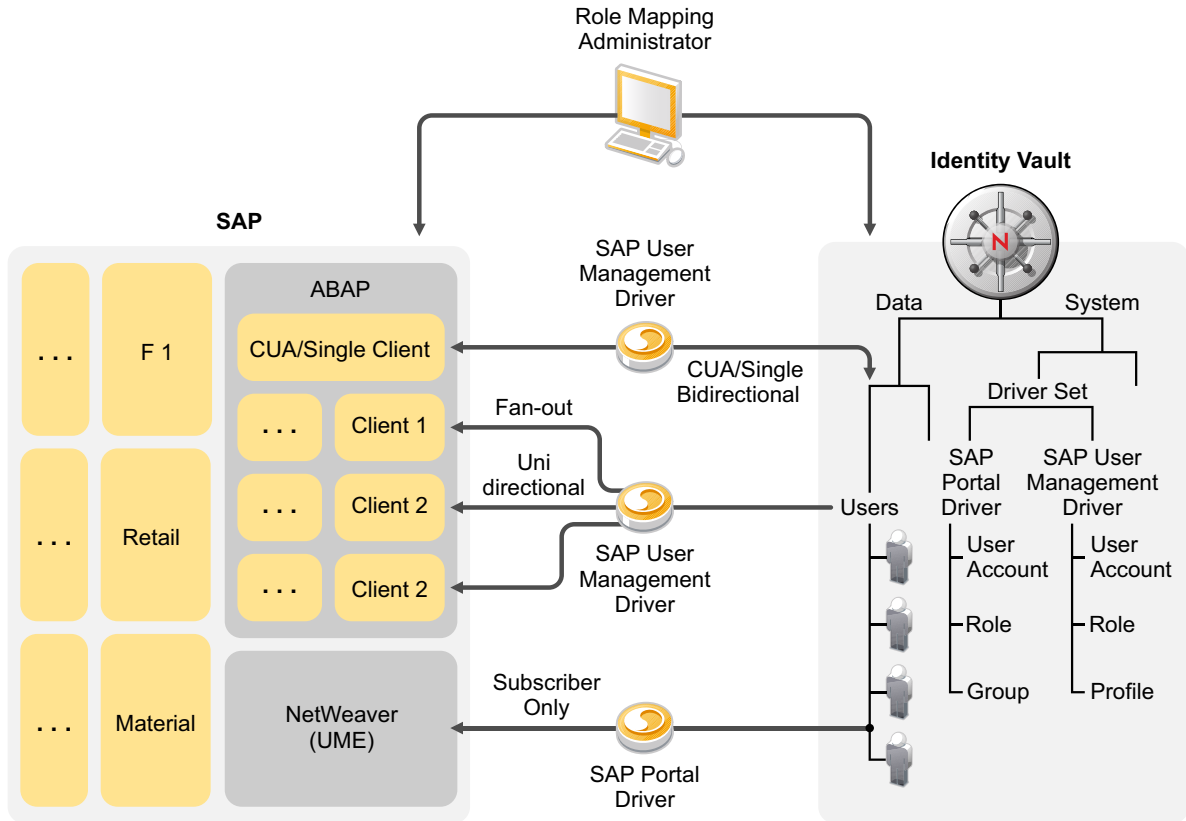 Role Mapping
Administrator
Identity Vault
SAP
SAP User
Management
Driver
ABAP
Data
System
. . .
F 1
CUA/Single Client
CUA/Single
Bidirectional
Driver Set
Fan-out
. . .
Client 1
Uni
directional
SAP
Portal
Driver
SAP User
Management
Driver
. . .
Retail
. . .
Client 2
Users
SAP User
Management
Driver
User
Account
User
Account
. . .
Client 2
Role
Role
Subscriber
Only
Group
Profile
. . .
Material
NetWeaver
(UME)
SAP Portal
Driver
N